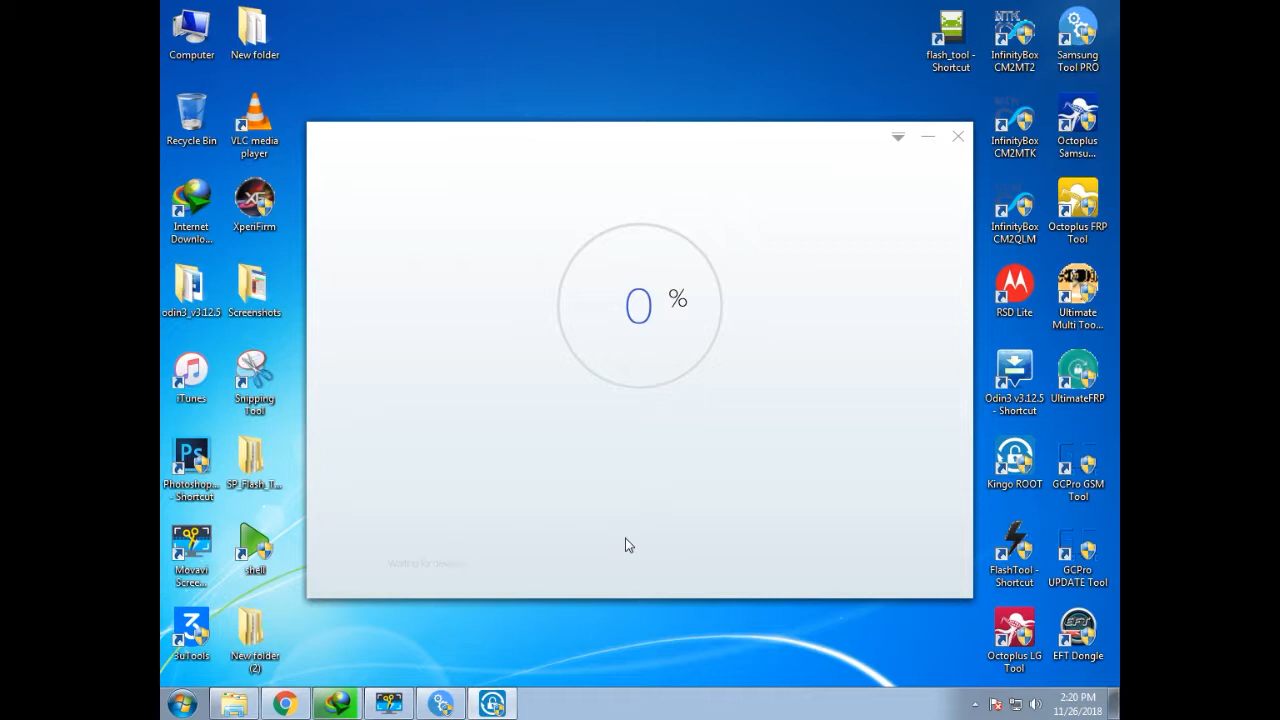 Computer
New folder
flash_tool -
Shortcut
InfinityBox
CM2MT2
Samsung
Tool PRO
Recycle Bin
VLC media
player
InfinityBox
CM2MTK
Octoplus
Samsu...
Internet
Downlo...
XperiFirm
InfinityBox
CM2QLM
Octoplus FRP
Tool
odin3_v3.12.5
Screenshots
RSD Lite
Ultimate
Multi Too...
iTunes
Snipping
Tool
Odin3 v3.12.5
- Shortcut
UltimateFRP
Photoshop...
- Shortcut
SP_Flash_T...
Kingo ROOT
GCPro GSM
Tool
Movavi
Scree...
shell
FlashTool -
Shortcut
GCPro
UPDATE Tool
3uTools
New folder
(2)
Octoplus LG
Tool
EFT Dongle
0 %
Waiting for
2:20 PM
11/26/2018